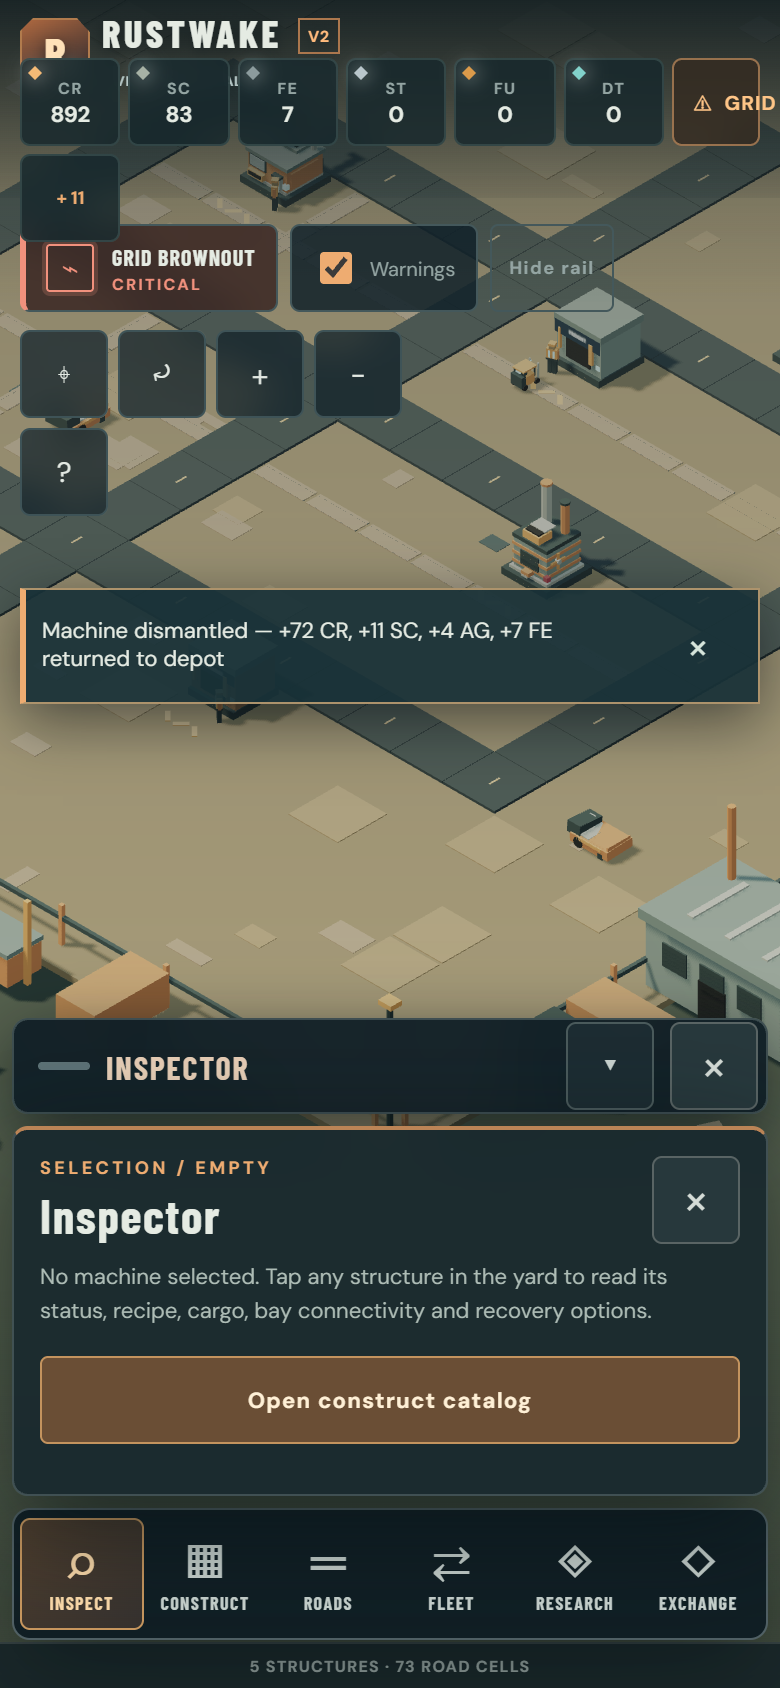 R
RUSTWAKE V2
CR 892
SC 83
FE 7
ST 0
FU 0
DT 0
⚠ GRID
+ 11
GRID BROWNOUT
CRITICAL
Warnings
Hide rail
+
−
?
Machine dismantled — +72 CR, +11 SC, +4 AG, +7 FE
returned to depot
×
INSPECTOR
▼ ×
SELECTION / EMPTY
×
Inspector
No machine selected. Tap any structure in the yard to read its
status, recipe, cargo, bay connectivity and recovery options.
Open construct catalog
INSPECT
CONSTRUCT
ROADS
FLEET
RESEARCH
EXCHANGE
5 STRUCTURES · 73 ROAD CELLS